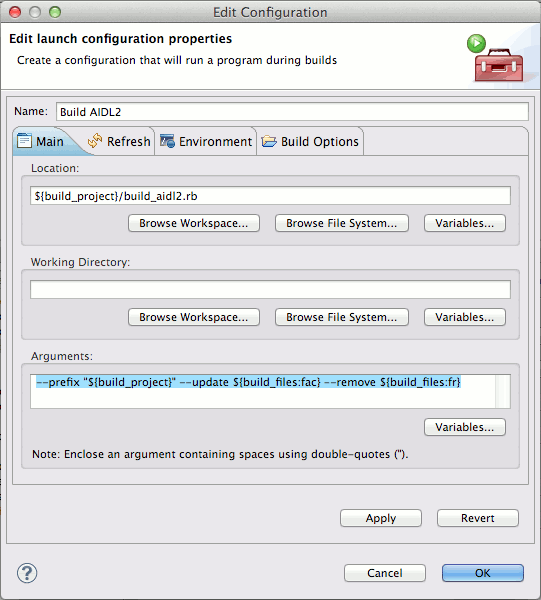 Edit Configuration
Edit launch configuration properties
Create a configuration that will run a program during builds
Name: Build AIDL2
Main Refresh Environment Build Options
Location:
${build_project}/build_aidl2.rb
Browse Workspace... Browse File System... Variables...
Working Directory:
Browse Workspace... Browse File System... Variables...
Arguments:
--prefix "${build_project}" --update ${build_files:fac} --remove ${build_files:fr}
Variables...
Note: Enclose an argument containing spaces using double-quotes (").
Apply Revert
? Cancel OK